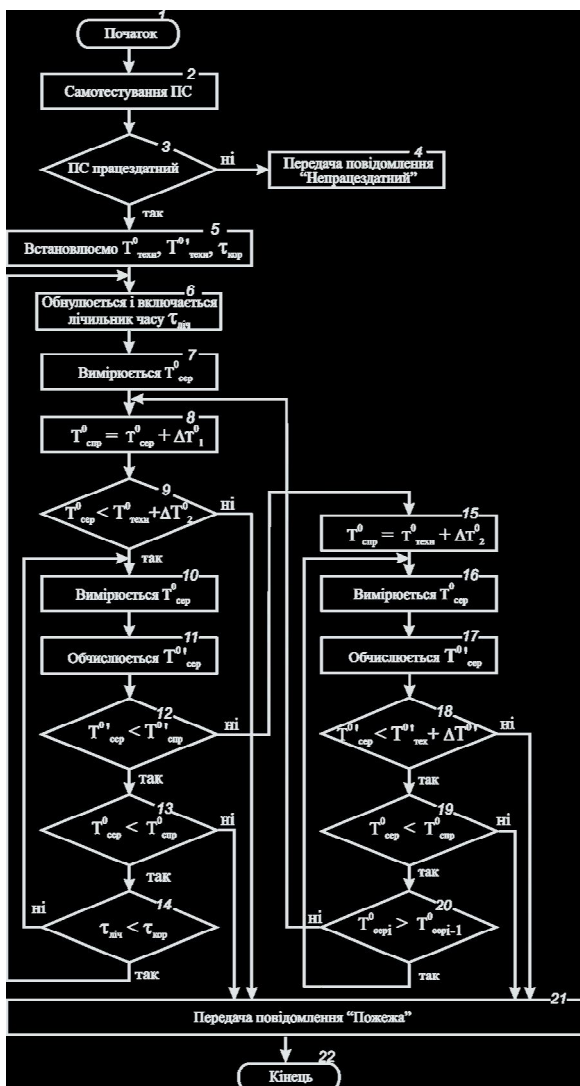 1
Початок
2
Самотестування ПС
3
ПС працездатний
ні
так
4
Передача повідомлення
“Непрацездатний”
5
Встановлюємо T⁰техн, T⁰'техн, τкор
6
Обнулюється і включається
лічильник часу τліч
7
Вимірюється T⁰сер
8
T⁰спр = T⁰сер + ΔT⁰1
9
T⁰сер < T⁰техн+ΔT⁰2
ні
так
10
Вимірюється T⁰сер
11
Обчислюється T⁰'сер
12
T⁰'сер < T⁰'спр
ні
так
13
T⁰сер < T⁰спр
ні
так
14
τліч < τкор
ні
так
15
T⁰спр = T⁰техн + ΔT⁰2
16
Вимірюється T⁰сер
17
Обчислюється T⁰'сер
18
T⁰'сер < T⁰'тех + ΔT⁰'
ні
так
19
T⁰сер < T⁰спр
ні
так
20
T⁰серi > T⁰серi-1
ні
так
21
Передача повідомлення “Пожежа”
22
Кінець